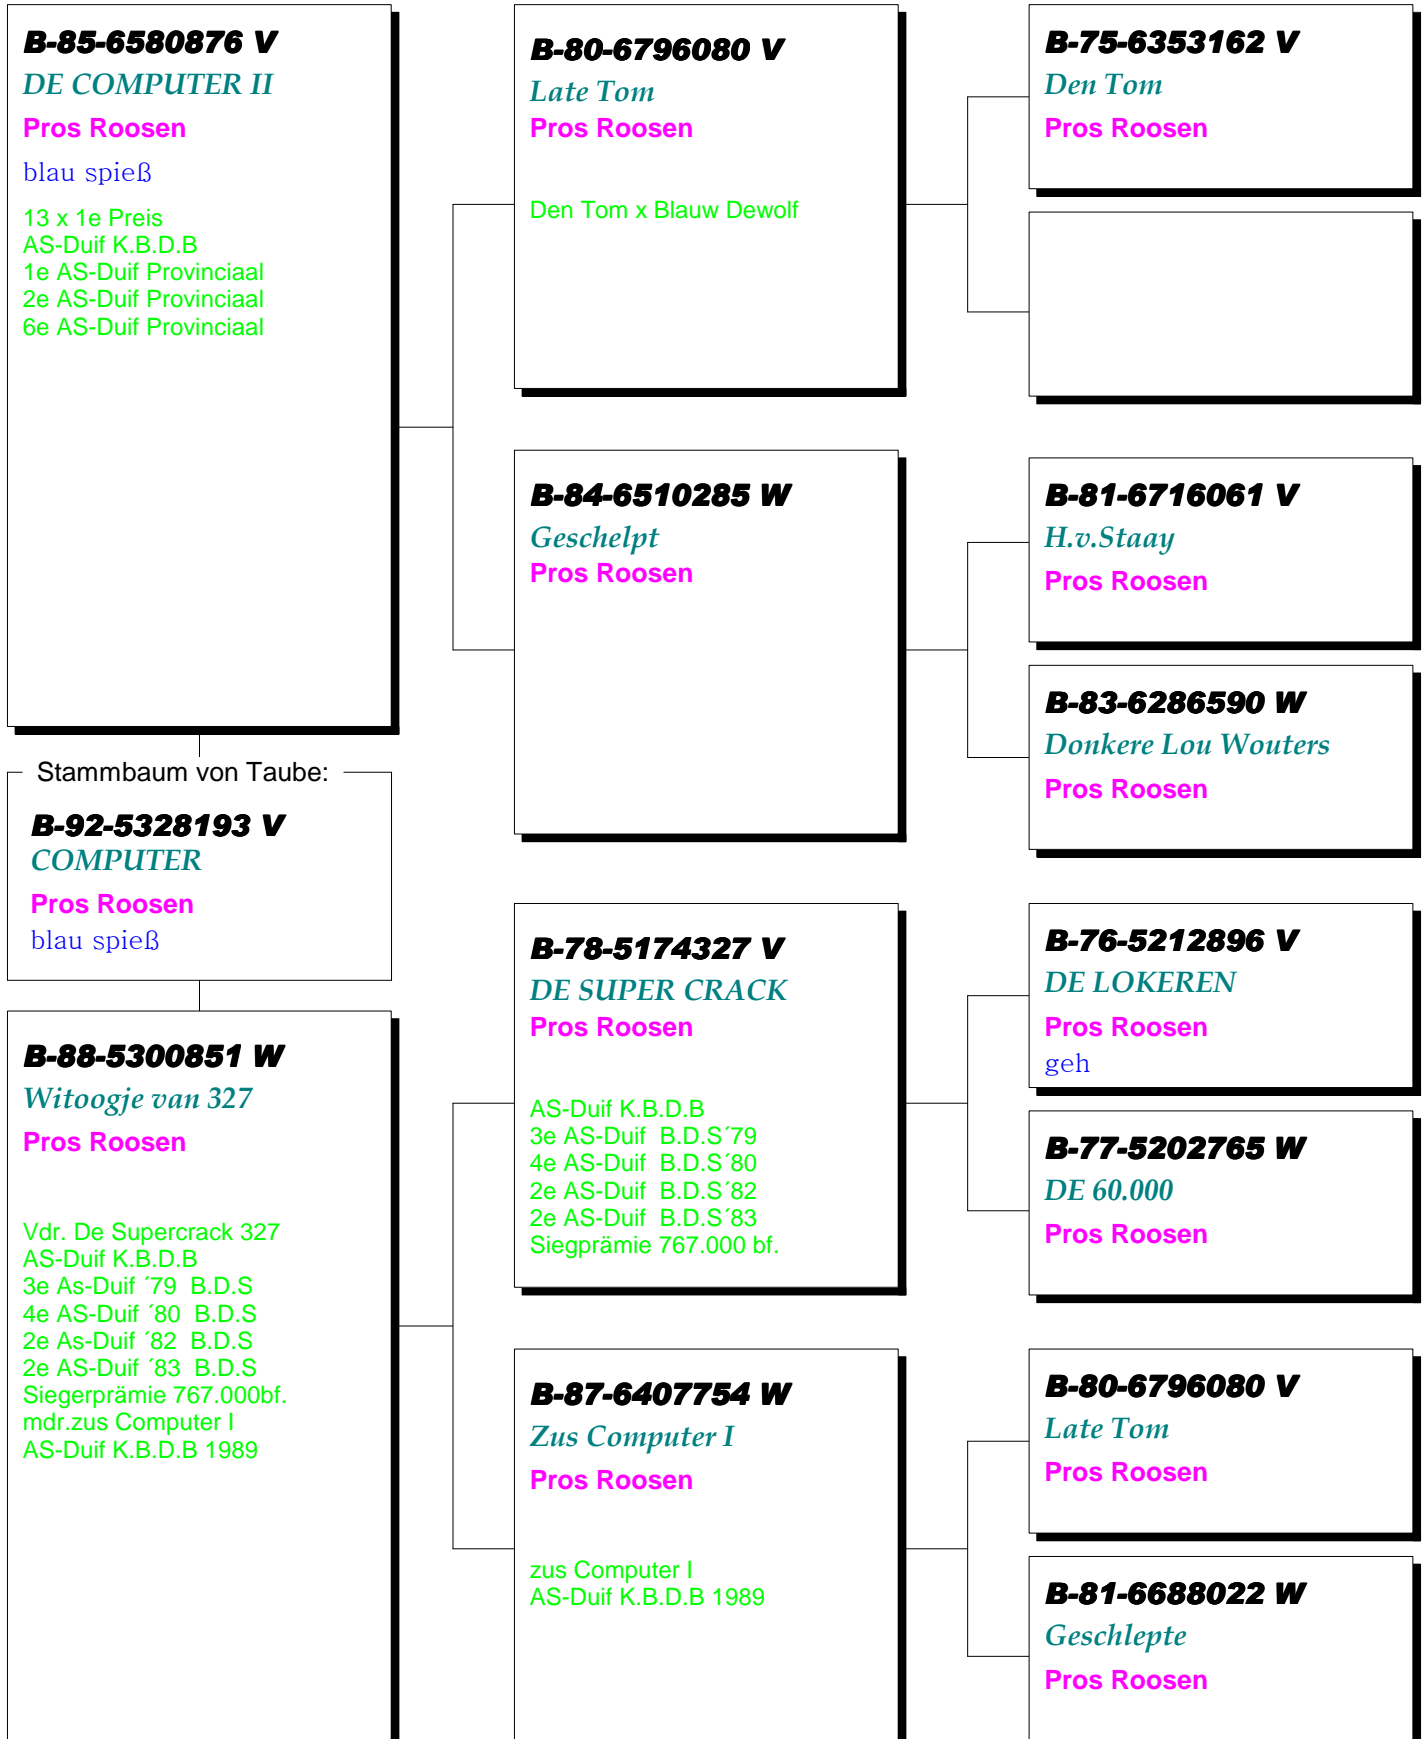 B-85-6580876 V
DE COMPUTER II
Pros Roosen
blau spieß
13 x 1e Preis
AS-Duif K.B.D.B
1e AS-Duif Provinciaal
2e AS-Duif Provinciaal
6e AS-Duif Provinciaal
Stammbaum von Taube:
B-92-5328193 V
COMPUTER
Pros Roosen
blau spieß
B-88-5300851 W
Witoogje van 327
Pros Roosen
Vdr. De Supercrack 327
AS-Duif K.B.D.B
3e As-Duif ´79  B.D.S
4e AS-Duif ´80  B.D.S
2e As-Duif ´82  B.D.S
2e AS-Duif ´83  B.D.S
Siegerprämie 767.000bf.
mdr.zus Computer I
AS-Duif K.B.D.B 1989
B-80-6796080 V
Late Tom
Pros Roosen
Den Tom x Blauw Dewolf
B-84-6510285 W
Geschelpt
Pros Roosen
B-78-5174327 V
DE SUPER CRACK
Pros Roosen
AS-Duif K.B.D.B
3e AS-Duif  B.D.S´79
4e AS-Duif  B.D.S´80
2e AS-Duif  B.D.S´82
2e AS-Duif  B.D.S´83
Siegprämie 767.000 bf.
B-87-6407754 W
Zus Computer I
Pros Roosen
zus Computer I
AS-Duif K.B.D.B 1989
B-75-6353162 V
Den Tom
Pros Roosen
B-81-6716061 V
H.v.Staay
Pros Roosen
B-83-6286590 W
Donkere Lou Wouters
Pros Roosen
B-76-5212896 V
DE LOKEREN
Pros Roosen
geh
B-77-5202765 W
DE 60.000
Pros Roosen
B-80-6796080 V
Late Tom
Pros Roosen
B-81-6688022 W
Geschlepte
Pros Roosen